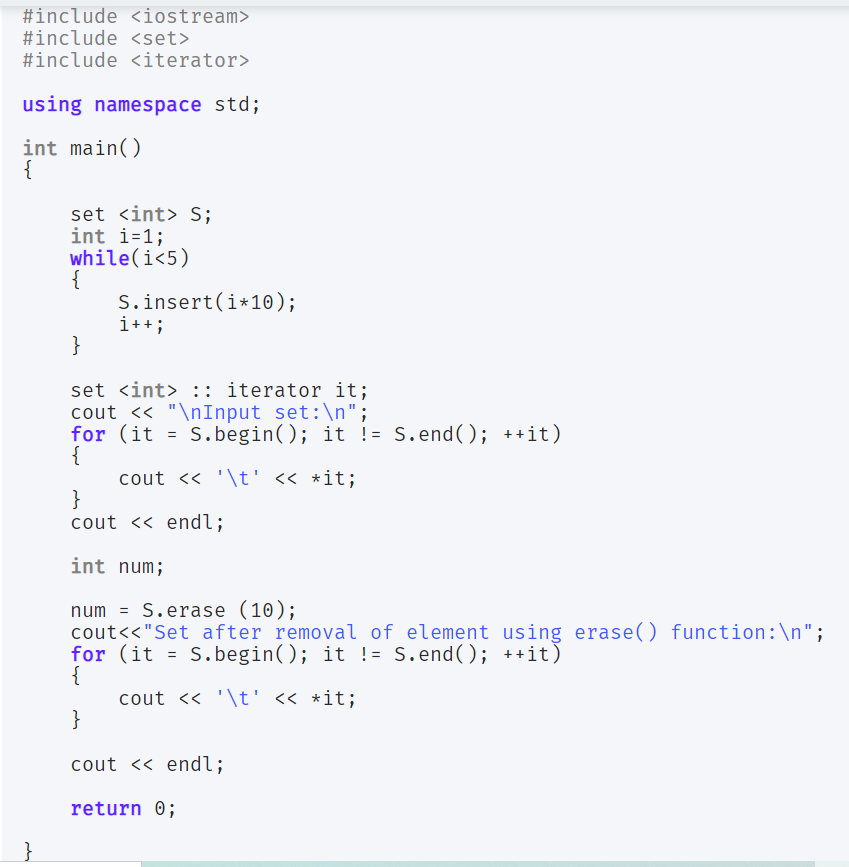 #include <iostream>
#include <set>
#include <iterator>
using namespace std;
int main()
{
set <int> S;
int i=1;
while(i<5)
{
S.insert(i*10);
i++;
}
set <int> :: iterator it;
cout << "\nInput set:\n";
for (it = S.begin(); it != S.end(); ++it)
{
cout << '\t' << *it;
}
cout << endl;
int num;
num = S.erase (10);
cout<<"Set after removal of element using erase() function:\n";
for (it = S.begin(); it != S.end(); ++it)
{
cout << '\t' << *it;
}
cout << endl;
return 0;
}